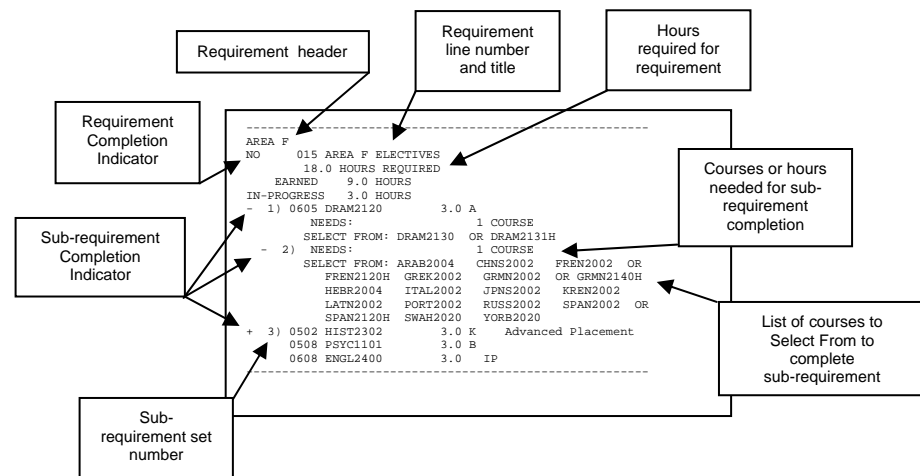 Requirement header
Requirement
line number
and title
Hours
required for
requirement
Requirement
Completion
Indicator
Sub-requirement
Completion
Indicator
Sub-
requirement set
number
Courses or hours
needed for sub-
requirement
completion
List of courses to
Select From to
complete
sub-requirement
AREA F
NO 015 AREA F ELECTIVES
18.0 HOURS REQUIRED
EARNED 9.0 HOURS
IN-PROGRESS 3.0 HOURS
- 1) 0605 DRAM2120 3.0 A
NEEDS: 1 COURSE
SELECT FROM: DRAM2130 OR DRAM2131H
- 2) NEEDS: 1 COURSE
SELECT FROM: ARAB2004 CHNS2002 FREN2002 OR
FREN2120H GREK2002 GRMN2002 OR GRMN2140H
HEBR2004 ITAL2002 JPNS2002 KREN2002
LATN2002 PORT2002 RUSS2002 SPAN2002 OR
SPAN2120H SWAH2020 YORB2020
+ 3) 0502 HIST2302 3.0 K Advanced Placement
0508 PSYC1101 3.0 B
0608 ENGL2400 3.0 IP